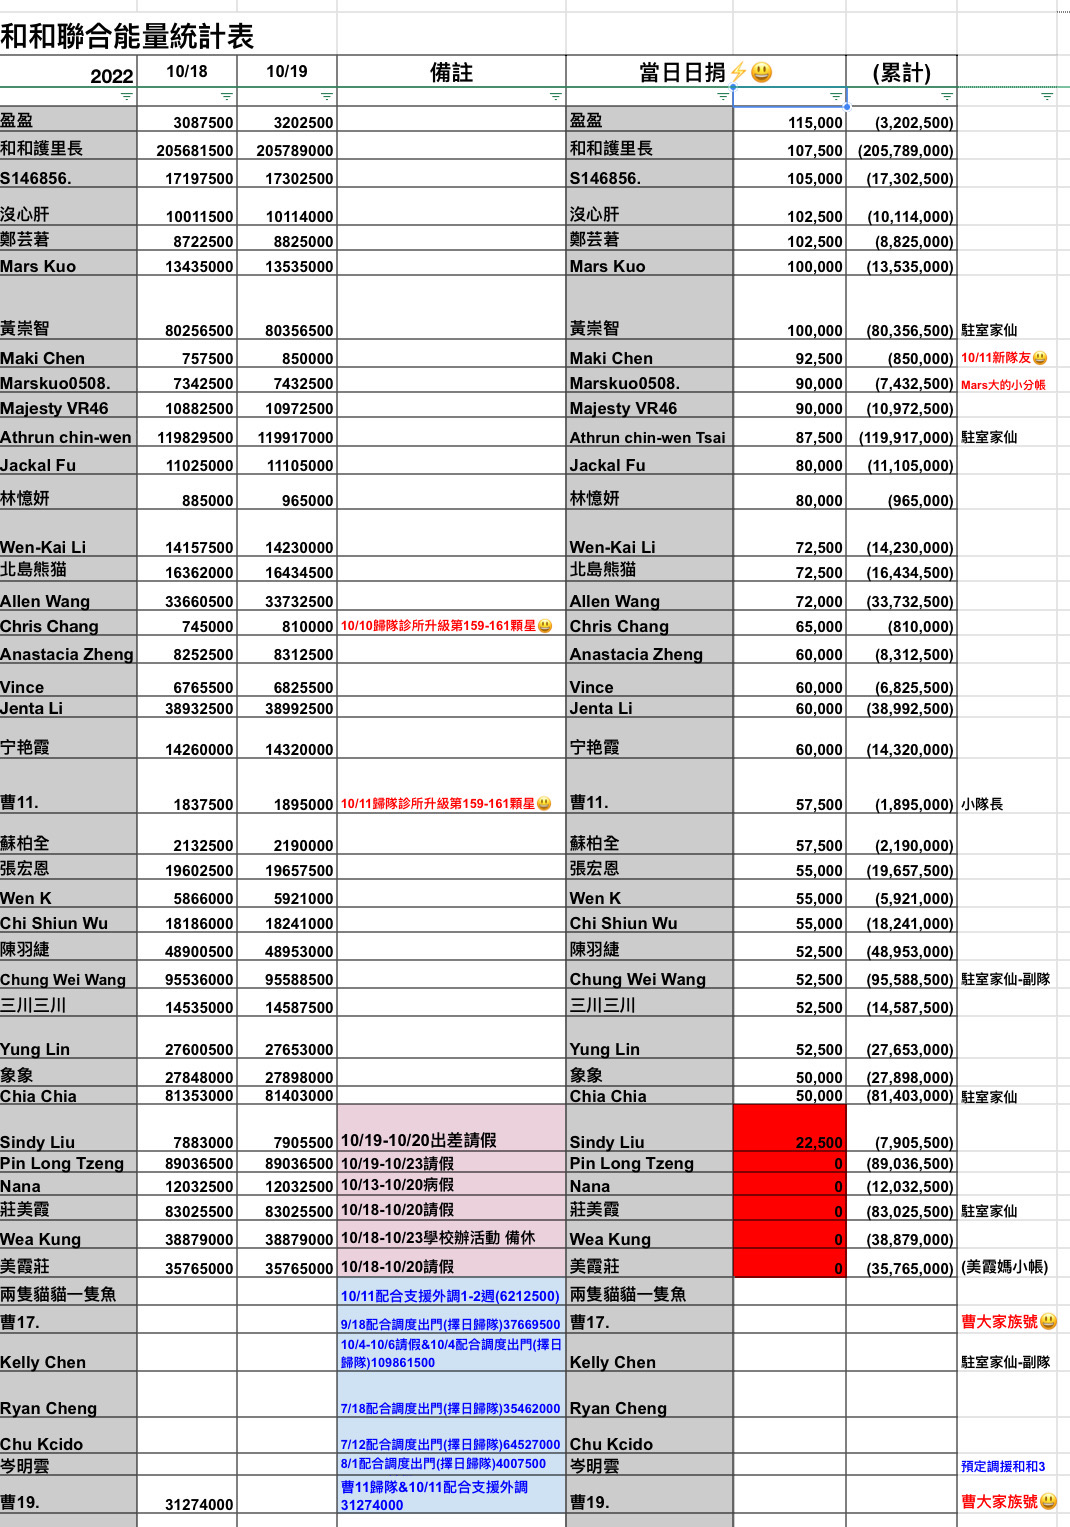 和和聯合能量統計表
2022 10/18 10/19 備註 當日日捐⚡😃 (累計)
盈盈 3087500 3202500 盈盈 115,000 (3,202,500)
和和護里長 205681500 205789000 和和護里長 107,500 (205,789,000)
S146856. 17197500 17302500 S146856. 105,000 (17,302,500)
沒心肝 10011500 10114000 沒心肝 102,500 (10,114,000)
鄭芸莙 8722500 8825000 鄭芸莙 102,500 (8,825,000)
Mars Kuo 13435000 13535000 Mars Kuo 100,000 (13,535,000)
黃崇智 80256500 80356500 黃崇智 100,000 (80,356,500) 駐室家仙
Maki Chen 757500 850000 Maki Chen 92,500 (850,000) 10/11新隊友😃
Marskuo0508. 7342500 7432500 Marskuo0508. 90,000 (7,432,500) Mars大的小分帳
Majesty VR46 10882500 10972500 Majesty VR46 90,000 (10,972,500)
Athrun chin-wen 119829500 119917000 Athrun chin-wen Tsai 87,500 (119,917,000) 駐室家仙
Jackal Fu 11025000 11105000 Jackal Fu 80,000 (11,105,000)
林憶妍 885000 965000 林憶妍 80,000 (965,000)
Wen-Kai Li 14157500 14230000 Wen-Kai Li 72,500 (14,230,000)
北島熊猫 16362000 16434500 北島熊猫 72,500 (16,434,500)
Allen Wang 33660500 33732500 Allen Wang 72,000 (33,732,500)
Chris Chang 745000 810000 10/10歸隊診所升級第159-161顆星😃 Chris Chang 65,000 (810,000)
Anastacia Zheng 8252500 8312500 Anastacia Zheng 60,000 (8,312,500)
Vince 6765500 6825500 Vince 60,000 (6,825,500)
Jenta Li 38932500 38992500 Jenta Li 60,000 (38,992,500)
宁艳霞 14260000 14320000 宁艳霞 60,000 (14,320,000)
曹11. 1837500 1895000 10/11歸隊診所升級第159-161顆星😃 曹11. 57,500 (1,895,000) 小隊長
蘇柏全 2132500 2190000 蘇柏全 57,500 (2,190,000)
張宏恩 19602500 19657500 張宏恩 55,000 (19,657,500)
Wen K 5866000 5921000 Wen K 55,000 (5,921,000)
Chi Shiun Wu 18186000 18241000 Chi Shiun Wu 55,000 (18,241,000)
陳羽緁 48900500 48953000 陳羽緁 52,500 (48,953,000)
Chung Wei Wang 95536000 95588500 Chung Wei Wang 52,500 (95,588,500) 駐室家仙-副隊
三川三川 14535000 14587500 三川三川 52,500 (14,587,500)
Yung Lin 27600500 27653000 Yung Lin 52,500 (27,653,000)
象象 27848000 27898000 象象 50,000 (27,898,000)
Chia Chia 81353000 81403000 Chia Chia 50,000 (81,403,000) 駐室家仙
Sindy Liu 7883000 7905500 10/19-10/20出差請假 Sindy Liu 22,500 (7,905,500)
Pin Long Tzeng 89036500 89036500 10/19-10/23請假 Pin Long Tzeng 0 (89,036,500)
Nana 12032500 12032500 10/13-10/20病假 Nana 0 (12,032,500)
莊美霞 83025500 83025500 10/18-10/20請假 莊美霞 0 (83,025,500) 駐室家仙
Wea Kung 38879000 38879000 10/18-10/23學校辦活動 備休 Wea Kung 0 (38,879,000)
美霞莊 35765000 35765000 10/18-10/20請假 美霞莊 0 (35,765,000) (美霞媽小帳)
兩隻貓貓一隻魚 10/11配合支援外調1-2週(6212500) 兩隻貓貓一隻魚
曹17. 9/18配合調度出門(擇日歸隊)37669500 曹17. 曹大家族號😃
Kelly Chen 10/4-10/6請假&10/4配合調度出門(擇日
歸隊)109861500 Kelly Chen 駐室家仙-副隊
Ryan Cheng 7/18配合調度出門(擇日歸隊)35462000 Ryan Cheng
Chu Kcido 7/12配合調度出門(擇日歸隊)64527000 Chu Kcido
岑明雲 8/1配合調度出門(擇日歸隊)4007500 岑明雲 預定調援和和3
曹19. 31274000 曹11歸隊&10/11配合支援外調
31274000 曹19. 曹大家族號😃